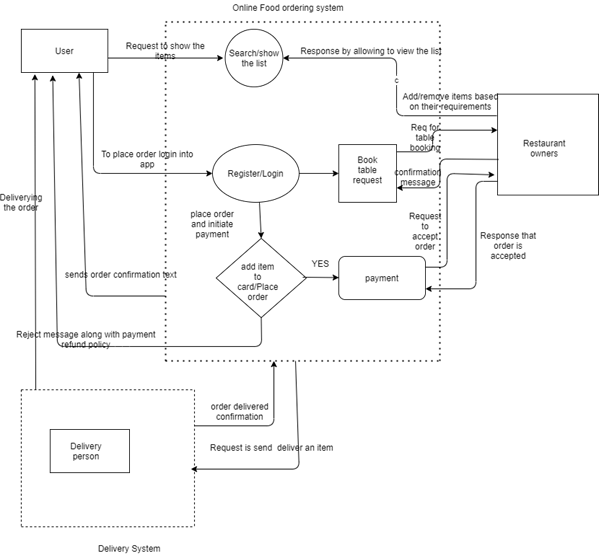 Online Food ordering system
User
Request to show the
items
Search/show
the list
Response by allowing to view the list
c
Add/remove items based
on their requirements
Restaurant
owners
Req for
table
booking
To place order login into
app
Register/Login
Book
table
request
confirmation
message
Deliverying
the order
place order
and initiate
payment
Request
to
accept
order
Response that
order is
accepted
sends order confirmation text
add item
to
card/Place
order
YES
payment
Reject message along with payment
refund policy
order delivered
confirmation
Delivery
person
Request is send deliver an item
Delivery System